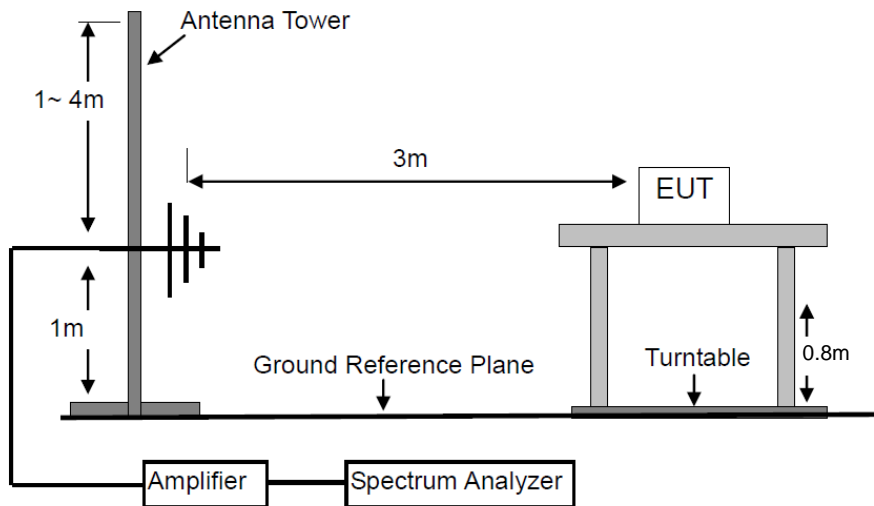 Antenna Tower
1~ 4m
3m
EUT
1m
0.8m
Ground Reference Plane
Turntable
Amplifier
Spectrum Analyzer